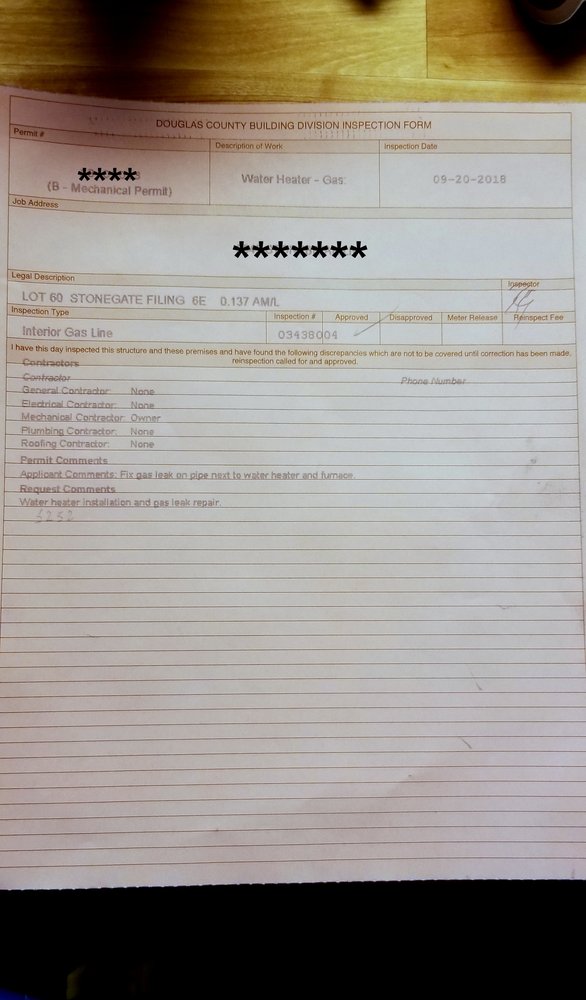 DOUGLAS COUNTY BUILDING DIVISION INSPECTION FORM
Permit # Description of Work Inspection Date
****
(B - Mechanical Permit) Water Heater - Gas: 09-20-2018
Job Address
*******
Legal Description Inspector
LOT 60 STONEGATE FILING 6E 0.137 AM/L
Inspection Type Inspection # Approved Disapproved Meter Release Reinspect Fee
Interior Gas Line 03438004
I have this day inspected this structure and these premises and have found the following discrepancies which are not to be covered until correction has been made,
reinspection called for and approved.
Contractors
Contractor Phone Number
General Contractor: None
Electrical Contractor: None
Mechanical Contractor: Owner
Plumbing Contractor: None
Roofing Contractor: None
Permit Comments
Applicant Comments: Fix gas leak on pipe next to water heater and furnace.
Request Comments
Water heater installation and gas leak repair.
5252